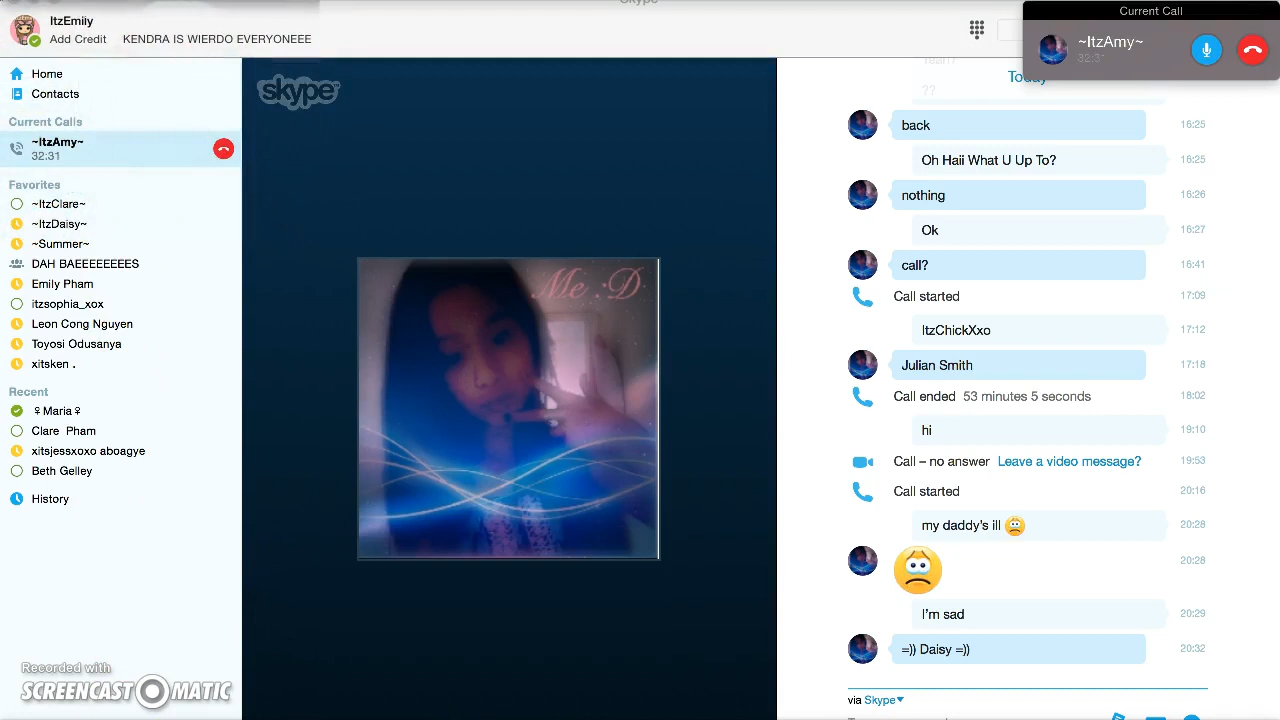 Skype
ItzEmily
Add Credit KENDRA IS WIERDO EVERYONEEE
Current Call
~ItzAmy~
32:31
Home
Contacts
Current Calls
~ItzAmy~
32:31
Favorites
~ItzClare~
~ItzDaisy~
~Summer~
DAH BAEEEEEEEES
Emily Pham
itzsophia_xox
Leon Cong Nguyen
Toyosi Odusanya
xitsken .
Recent
♀Maria♀
Clare Pham
xitsjessxoxo aboagye
Beth Gelley
History
Recorded with
SCREENCAST O MATIC
skype
Me :D
Today
??
back 16:25
Oh Haii What U Up To? 16:25
nothing 16:26
Ok 16:27
call? 16:41
Call started 17:09
ItzChickXxo 17:12
Julian Smith 17:18
Call ended 53 minutes 5 seconds 18:02
hi 19:10
Call – no answer Leave a video message? 19:53
Call started 20:16
my daddy's ill 20:28
20:28
I'm sad 20:29
=)) Daisy =)) 20:32
via Skype